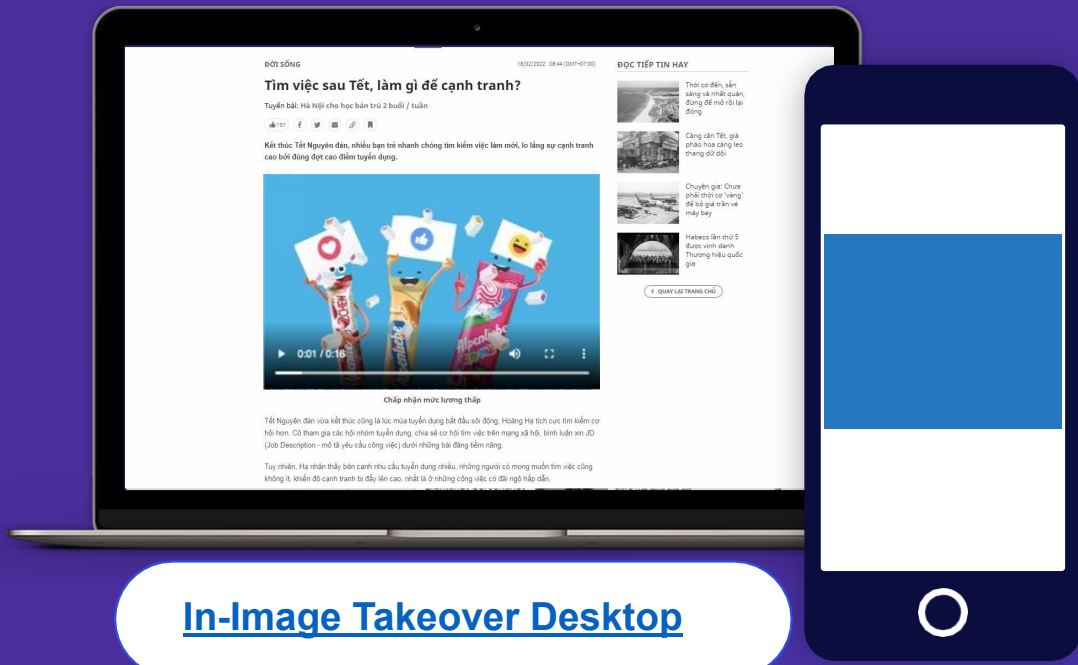 ĐỜI SỐNG
18/02/2022 08:44 (GMT+07:00)
Tìm việc sau Tết, làm gì để cạnh tranh?
Tuyến bài: Hà Nội cho học bán trú 2 buổi / tuần
187
Kết thúc Tết Nguyên đán, nhiều bạn trẻ nhanh chóng tìm kiếm việc làm mới, lo lắng sự cạnh tranh
cao bởi đúng đợt cao điểm tuyển dụng.
Alpenliebe
0:01 / 0:16
Chấp nhận mức lương thấp
Tết Nguyên đán vừa kết thúc cũng là lúc mùa tuyển dụng bắt đầu sôi động, Hoàng Hạ tích cực tìm kiếm cơ
hội hơn. Cô tham gia các hội nhóm tuyển dụng, chia sẻ cơ hội tìm việc trên mạng xã hội, bình luận xin JD
(Job Description - mô tả yêu cầu công việc) dưới những bài đăng tiềm năng.
Tuy nhiên, Hạ nhận thấy bên cạnh nhu cầu tuyển dụng nhiều, những người có mong muốn tìm việc cũng
không ít, khiến độ cạnh tranh bị đẩy lên cao, nhất là ở những công việc có đãi ngộ hấp dẫn.
ĐỌC TIẾP TIN HAY
Thời cơ đến, sẵn
sàng và nhất quán,
đừng để mở rồi lại
đóng
Càng cận Tết, giá
pháo hoa càng leo
thang dữ dội
Chuyên gia: Chưa
phải thời cơ 'vàng'
để bỏ giá trần vé
máy bay
Habeco lần thứ 5
được vinh danh
Thương hiệu quốc
gia
QUAY LẠI TRANG CHỦ
In-Image Takeover Desktop